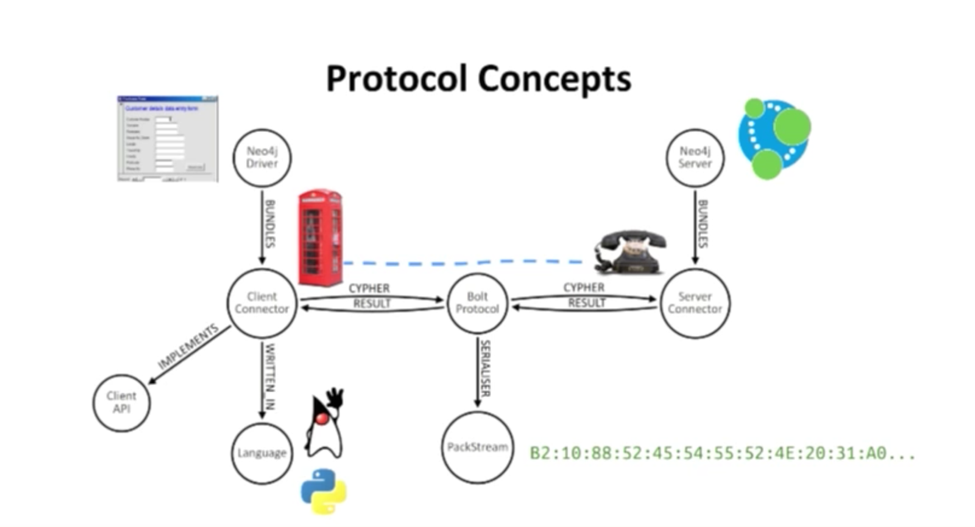 Protocol Concepts
Customer details data entry form
Neo4j
Driver
Neo4j
Server
BUNDLES
BUNDLES
Client
Connector
CYPHER
RESULT
Bolt
Protocol
CYPHER
RESULT
Server
Connector
IMPLEMENTS
WRITTEN_IN
SERIALISER
Client
API
Language
PackStream
B2:10:88:52:45:54:55:52:4E:20:31:A0...